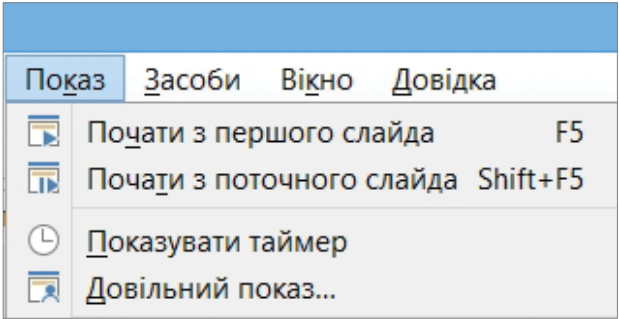 Показ Засоби Вікно Довідка
Почати з першого слайда F5
Почати з поточного слайда Shift+F5
Показувати таймер
Довільний показ...